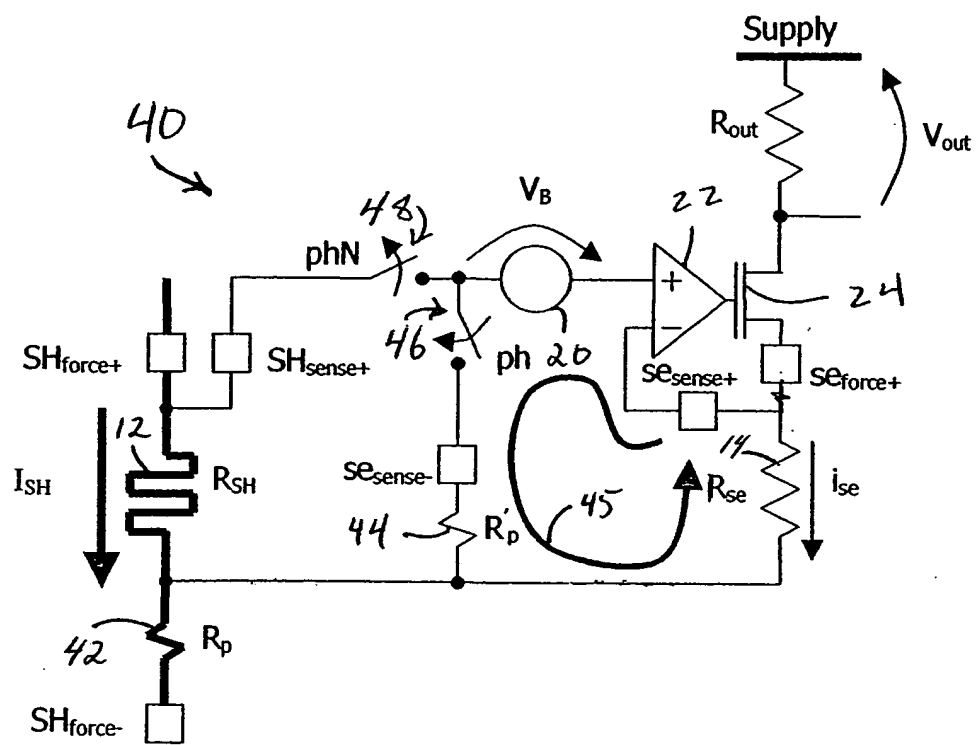 Supply
40
Rout
Vout
VB
22
48
phN
+
24
46
ph
20
−
SHforce+
SHsense+
sesense+
seforce+
12
14
ISH
RSH
sesense-
Rse
ise
44
R'p
45
42
Rp
SHforce-